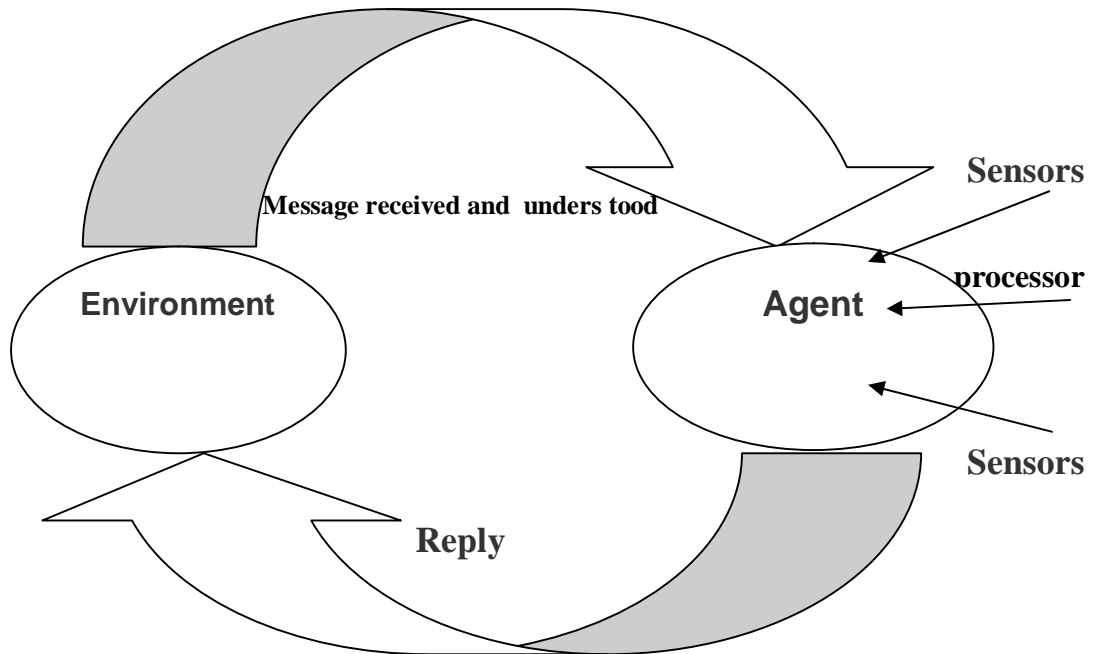 Sensors
Message received and  unders tood
processor
Environment
Agent
Sensors
Reply